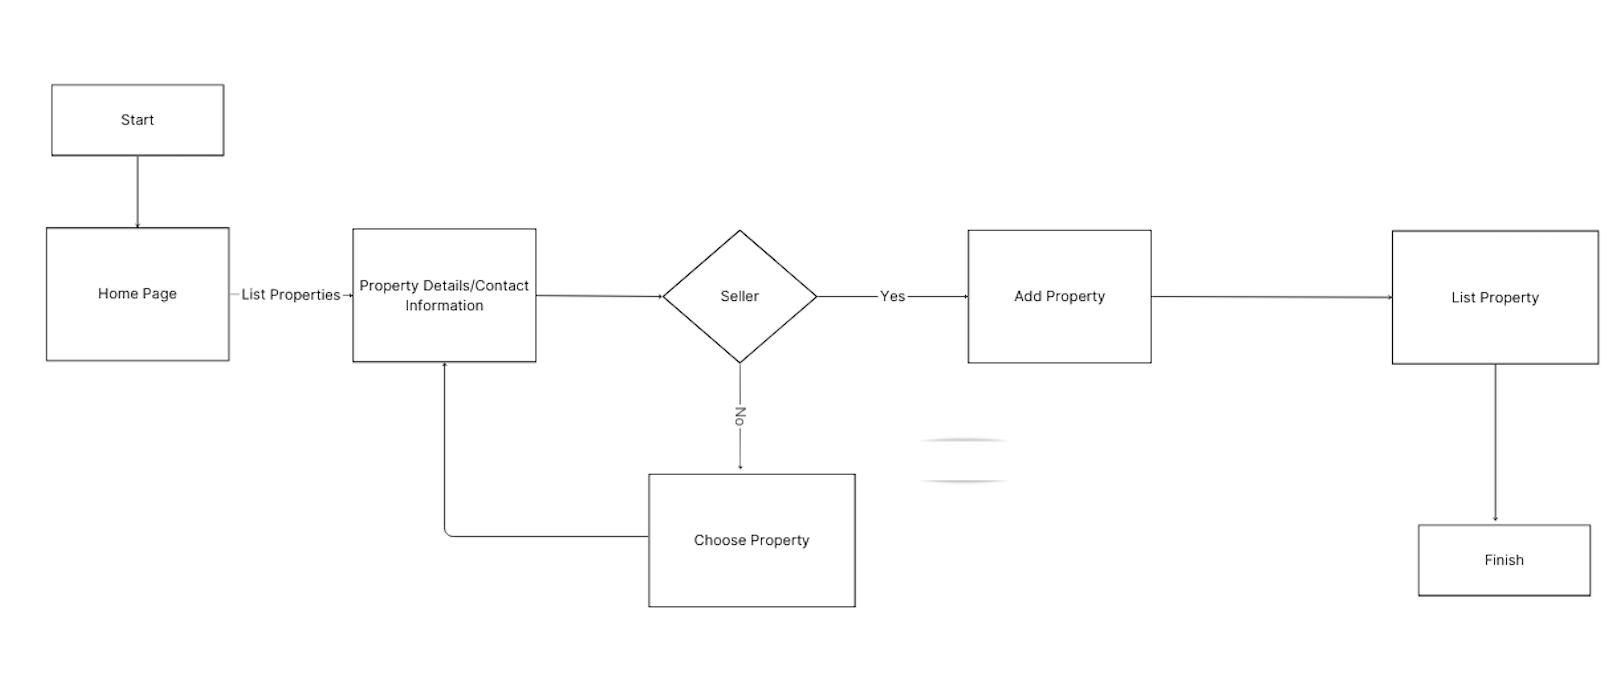 Start
Home Page
List Properties
Property Details/Contact
Information
Seller
Yes
Add Property
List Property
No
Choose Property
Finish